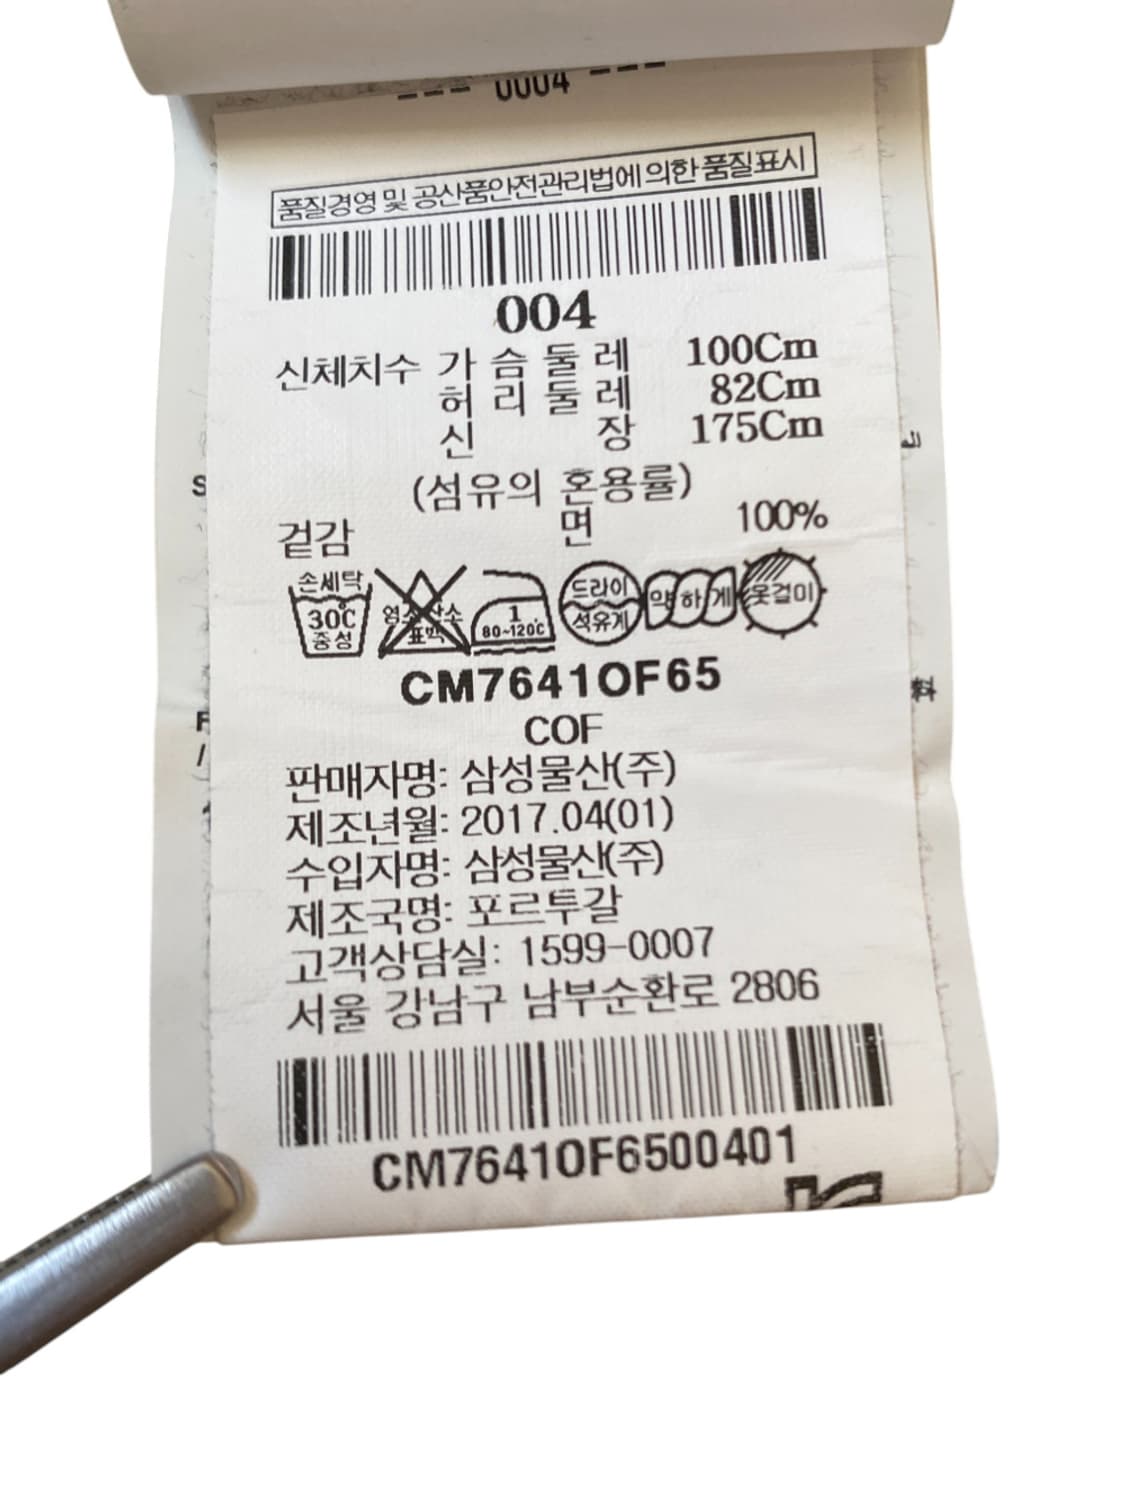 --- 0004 ---
품질경영 및 공산품안전관리법에 의한 품질표시
004
신체치수 가슴둘레 100Cm
허리둘레 82Cm
신장 175Cm
(섬유의 혼용률)
겉감 면 100%
손세탁 30℃ 중성
염소산소 표백
1 80~120℃
드라이 석유계
약하게
옷걸이
CM7641OF65
COF
판매자명: 삼성물산(주)
제조년월: 2017.04(01)
수입자명: 삼성물산(주)
제조국명: 포르투갈
고객상담실: 1599-0007
서울 강남구 남부순환로 2806
CM7641OF6500401